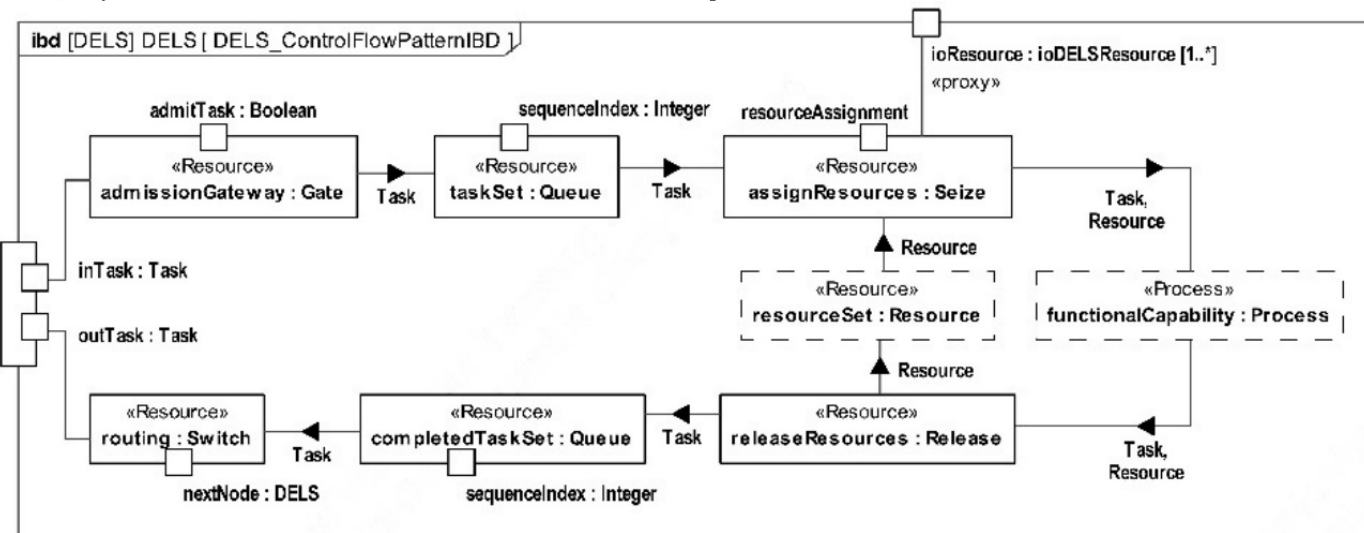 ibd [DELS] DELS [ DELS_ControlFlowPatternIBD ]
ioResource : ioDELSResource [1..*]
«proxy»
admitTask : Boolean
sequenceIndex : Integer
resourceAssignment
«Resource»
admissionGateway : Gate
Task
«Resource»
taskSet : Queue
Task
«Resource»
assignResources : Seize
Task,
Resource
Resource
inTask : Task
«Resource»
resourceSet : Resource
«Process»
functionalCapability : Process
outTask : Task
Resource
«Resource»
routing : Switch
Task
«Resource»
completedTaskSet : Queue
Task
«Resource»
releaseResources : Release
Task,
Resource
nextNode : DELS
sequenceIndex : Integer